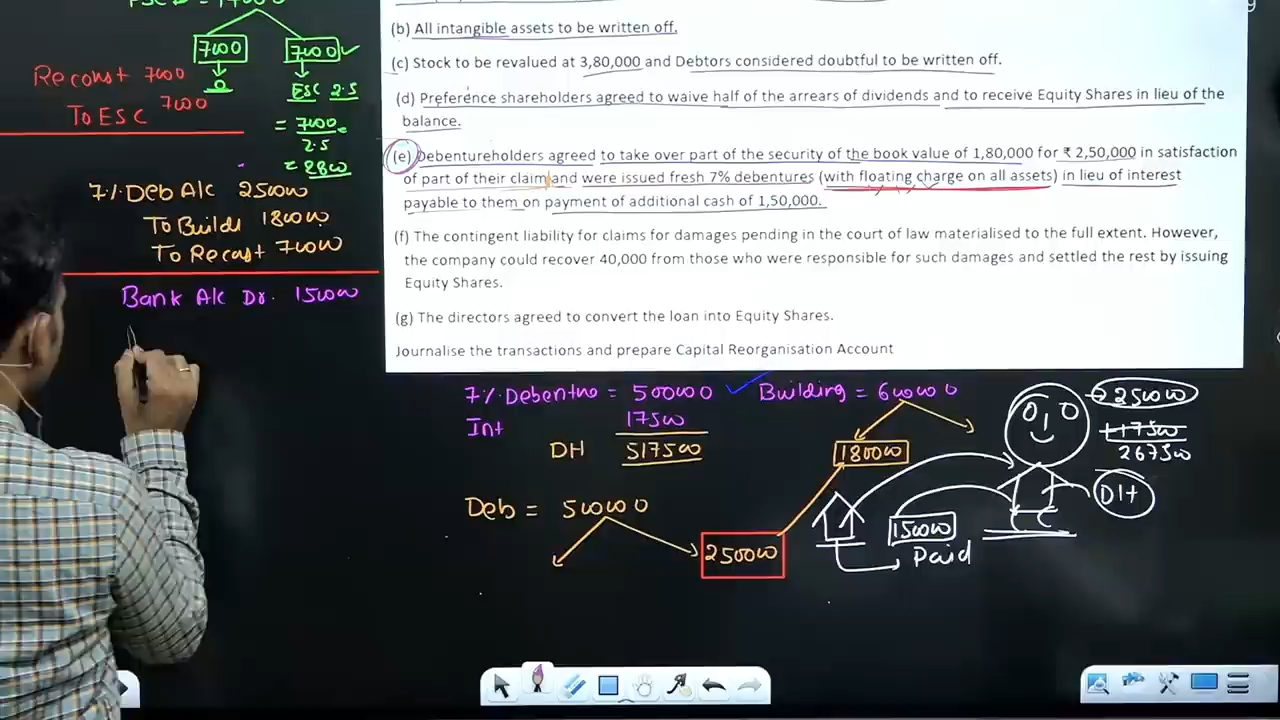 7000 7000
Reconst 7000
To ESC 7000
0 ESC 2.5
= 7000
2.5
= 2800
7% Deb A/c 250000
To Build 180000
To Reconst 70000
Bank A/c Dr. 150000
(b) All intangible assets to be written off.
(c) Stock to be revalued at 3,80,000 and Debtors considered doubtful to be written off.
(d) Preference shareholders agreed to waive half of the arrears of dividends and to receive Equity Shares in lieu of the
balance.
(e) Debentureholders agreed to take over part of the security of the book value of 1,80,000 for ₹ 2,50,000 in satisfaction
of part of their claim and were issued fresh 7% debentures (with floating charge on all assets) in lieu of interest
payable to them on payment of additional cash of 1,50,000.
(f) The contingent liability for claims for damages pending in the court of law materialised to the full extent. However,
the company could recover 40,000 from those who were responsible for such damages and settled the rest by issuing
Equity Shares.
(g) The directors agreed to convert the loan into Equity Shares.
Journalise the transactions and prepare Capital Reorganisation Account
7% Debenture = 500000 Building = 600000
Int 17500
DH 517500
180000
250000
+17500
267500
DH
Deb = 500000
250000
150000
Paid